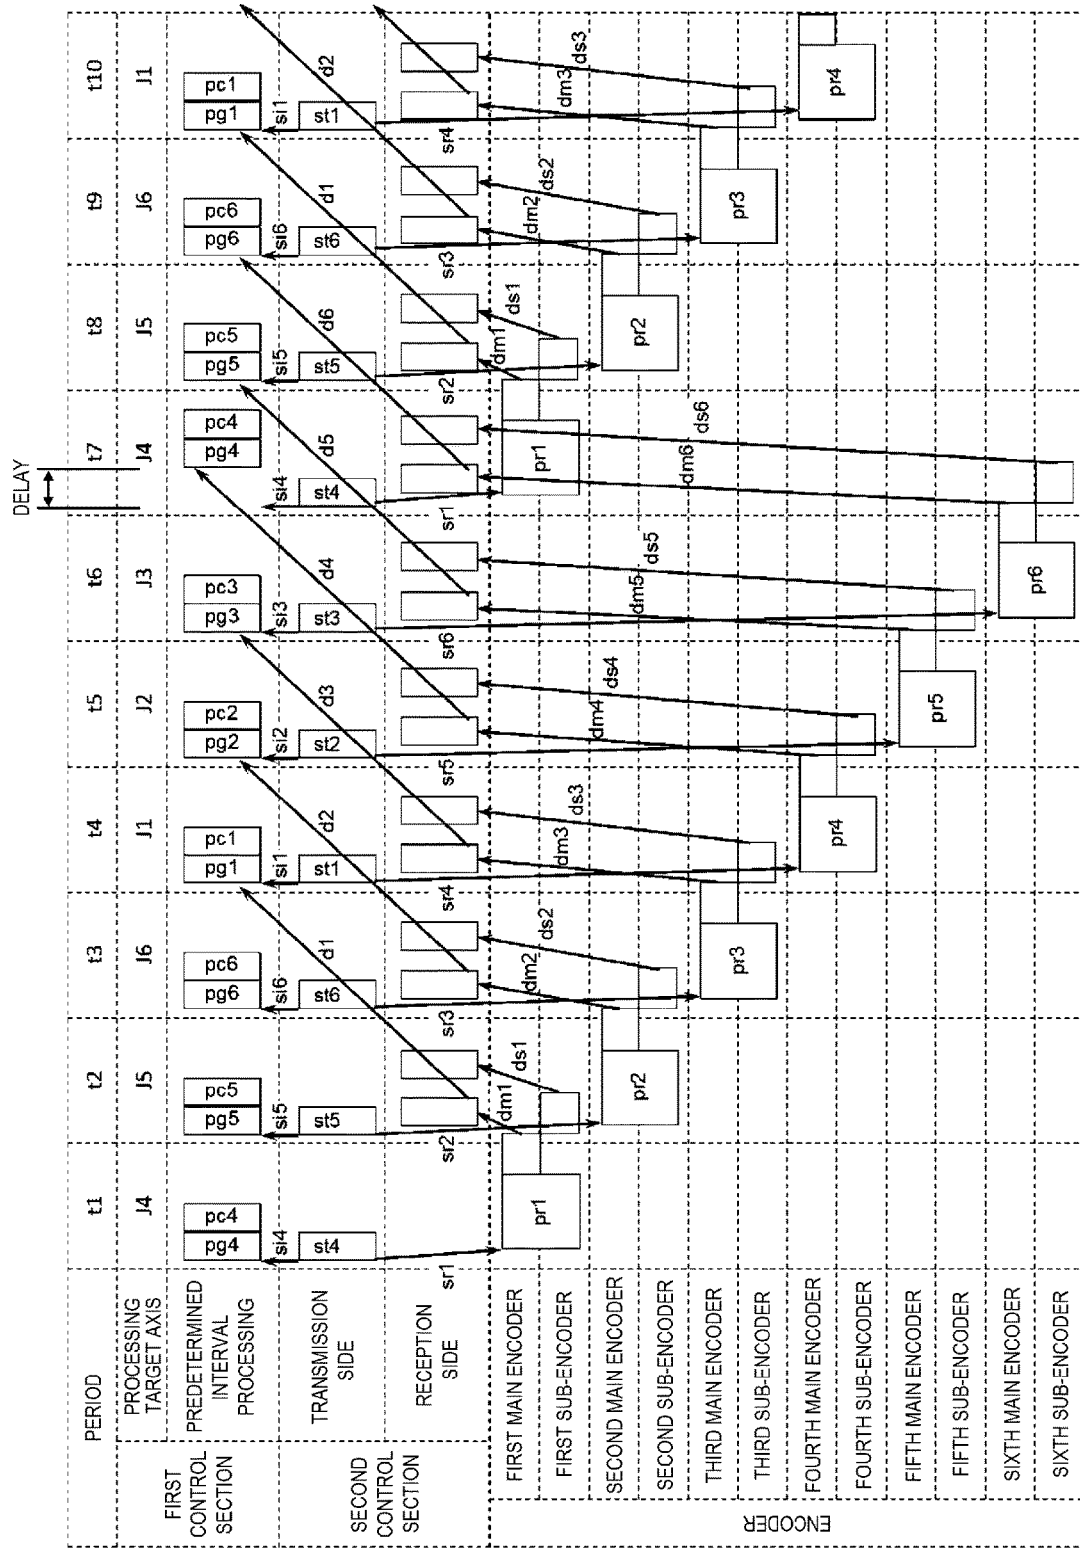 DELAY
PERIOD t1 t2 t3 t4 t5 t6 t7 t8 t9 t10
PROCESSING
TARGET AXIS
J4 J5 J6 J1 J2 J3 J4 J5 J6 J1
FIRST
CONTROL
SECTION
PREDETERMINED
INTERVAL
PROCESSING
pc4 pc5 pc6 pc1 pc2 pc3 pc4 pc5 pc6 pc1
pg4 pg5 pg6 pg1 pg2 pg3 pg4 pg5 pg6 pg1
si4 si5 si6 si1 si2 si3 si4 si5 si6 si1
d1 d2 d3 d4 d5 d6 d1 d2
SECOND
CONTROL
SECTION
TRANSMISSION
SIDE
st4 st5 st6 st1 st2 st3 st4 st5 st6 st1
RECEPTION
SIDE
sr1 sr2 sr3 sr4 sr5 sr6 sr1 sr2 sr3 sr4
ENCODER
FIRST MAIN ENCODER
pr1 dm1 pr1 dm1
FIRST SUB-ENCODER
ds1 ds1
SECOND MAIN ENCODER
pr2 dm2 pr2 dm2
SECOND SUB-ENCODER
ds2 ds2
THIRD MAIN ENCODER
pr3 dm3 pr3 dm3
THIRD SUB-ENCODER
ds3 ds3
FOURTH MAIN ENCODER
pr4 dm4 pr4
FOURTH SUB-ENCODER
ds4
FIFTH MAIN ENCODER
pr5 dm5
FIFTH SUB-ENCODER
ds5
SIXTH MAIN ENCODER
pr6 dm6
SIXTH SUB-ENCODER
ds6